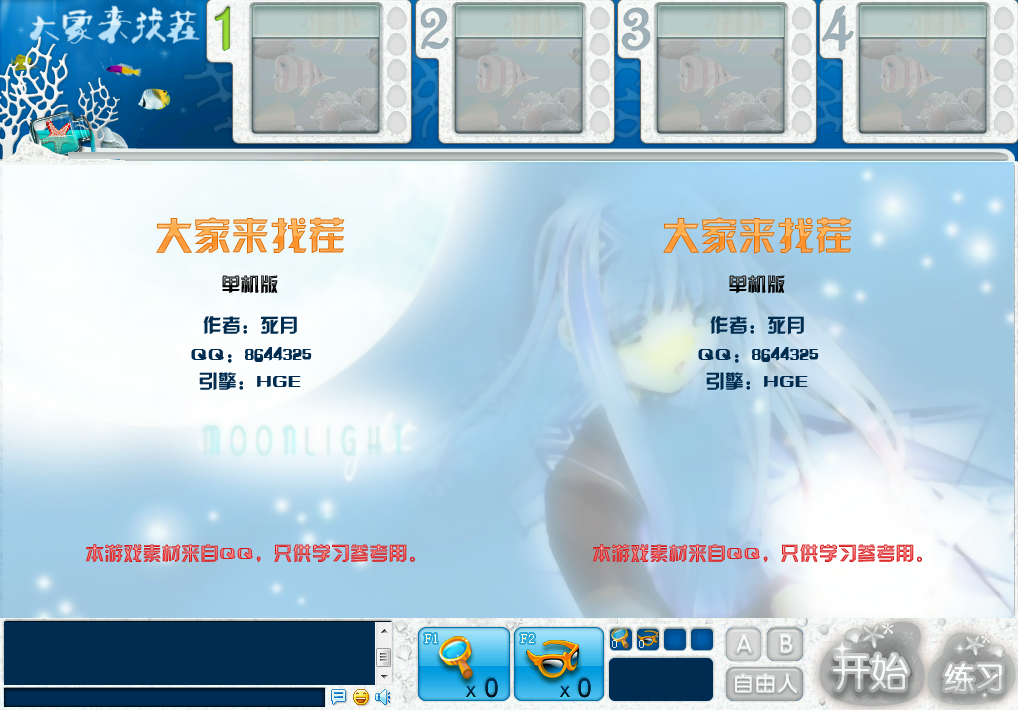 大家来找茬
1
2
3
4
大家来找茬
单机版
作者：死月
QQ：8644325
引擎：HGE
MOONLIGHT
本游戏素材来自QQ，只供学习参考用。
大家来找茬
单机版
作者：死月
QQ：8644325
引擎：HGE
本游戏素材来自QQ，只供学习参考用。
F1
x 0
F2
x 0
A
B
自由人
开始
练习